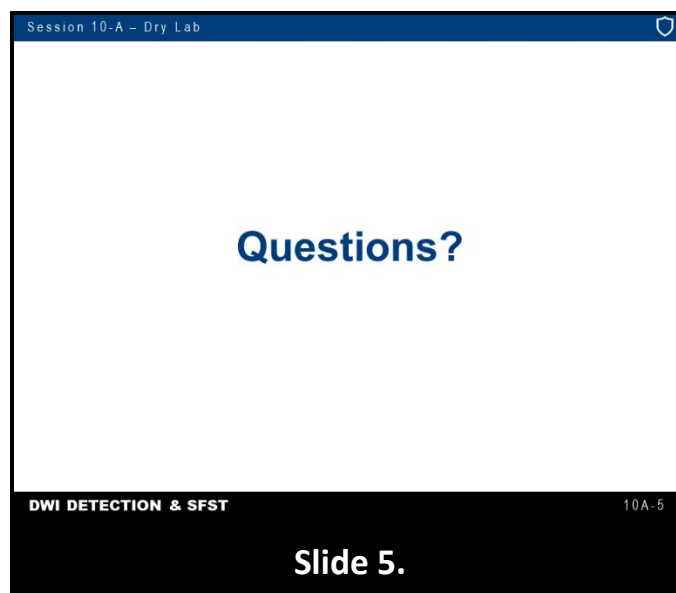 Session 10-A – Dry Lab
Questions?
DWI DETECTION & SFST
10A-5
Slide 5.